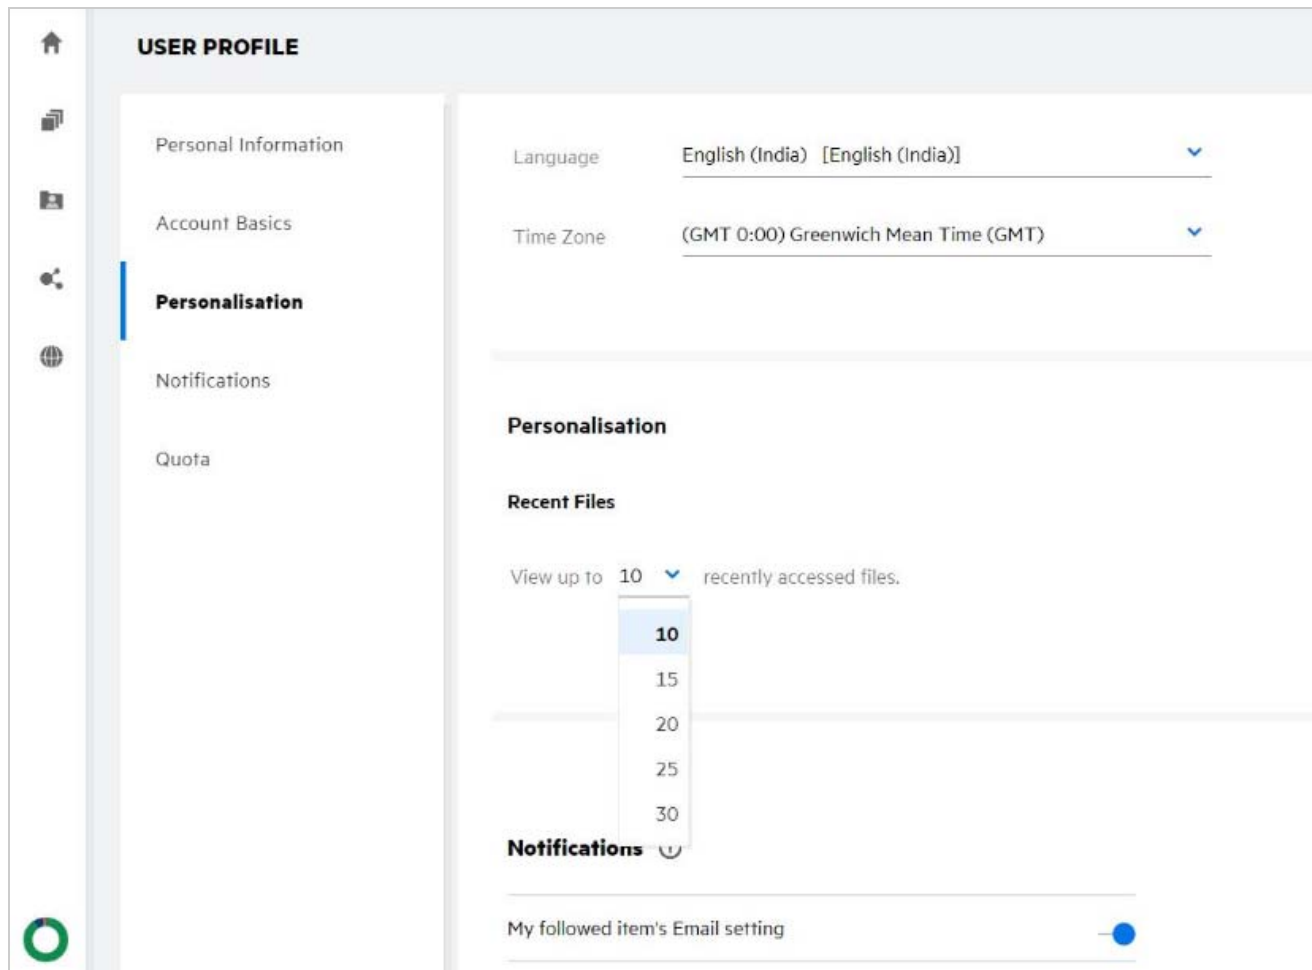 USER PROFILE
Personal Information
Account Basics
Personalisation
Notifications
Quota
Language English (India) [English (India)]
Time Zone (GMT 0:00) Greenwich Mean Time (GMT)
Personalisation
Recent Files
View up to 10 recently accessed files.
10
15
20
25
30
Notifications
My followed item's Email setting